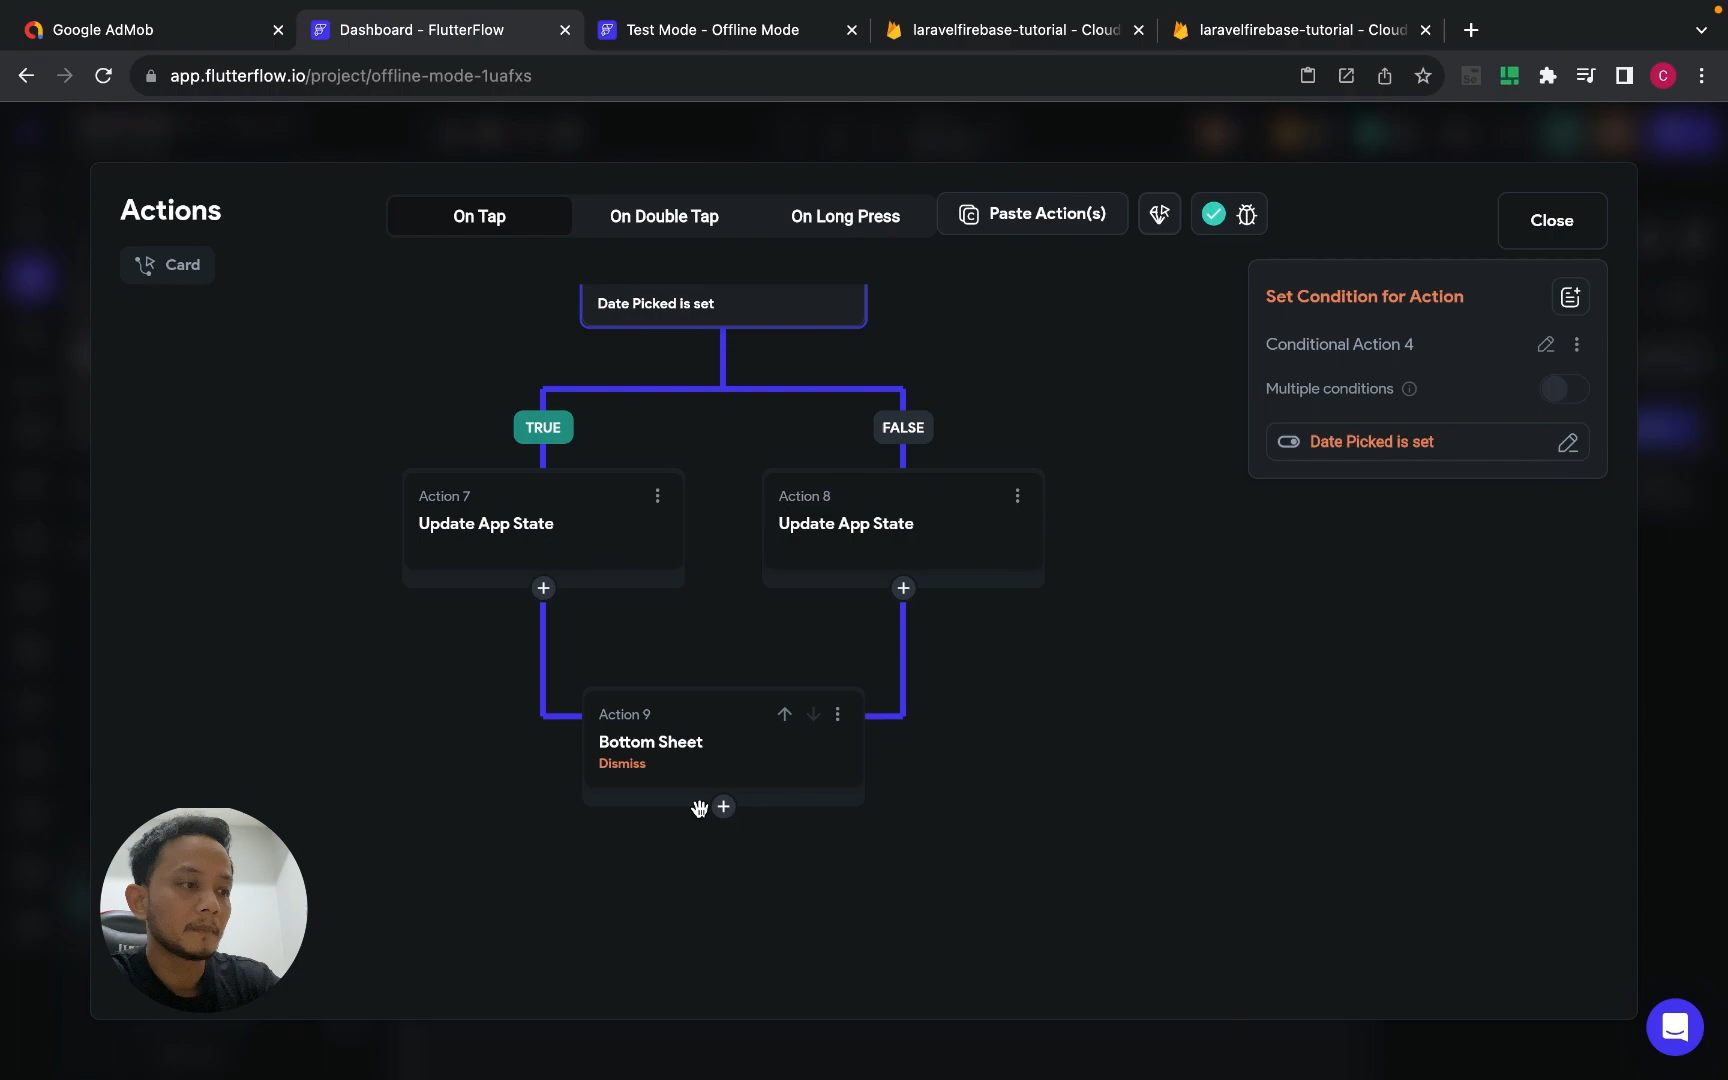 Google AdMob
Dashboard - FlutterFlow
Test Mode - Offline Mode
laravelfirebase-tutorial - Cloud
laravelfirebase-tutorial - Cloud
app.flutterflow.io/project/offline-mode-1uafxs
C
Actions
On Tap
On Double Tap
On Long Press
Paste Action(s)
Close
Card
Date Picked is set
Set Condition for Action
Conditional Action 4
Multiple conditions
Date Picked is set
TRUE
FALSE
Action 7
Update App State
Action 8
Update App State
Action 9
Bottom Sheet
Dismiss